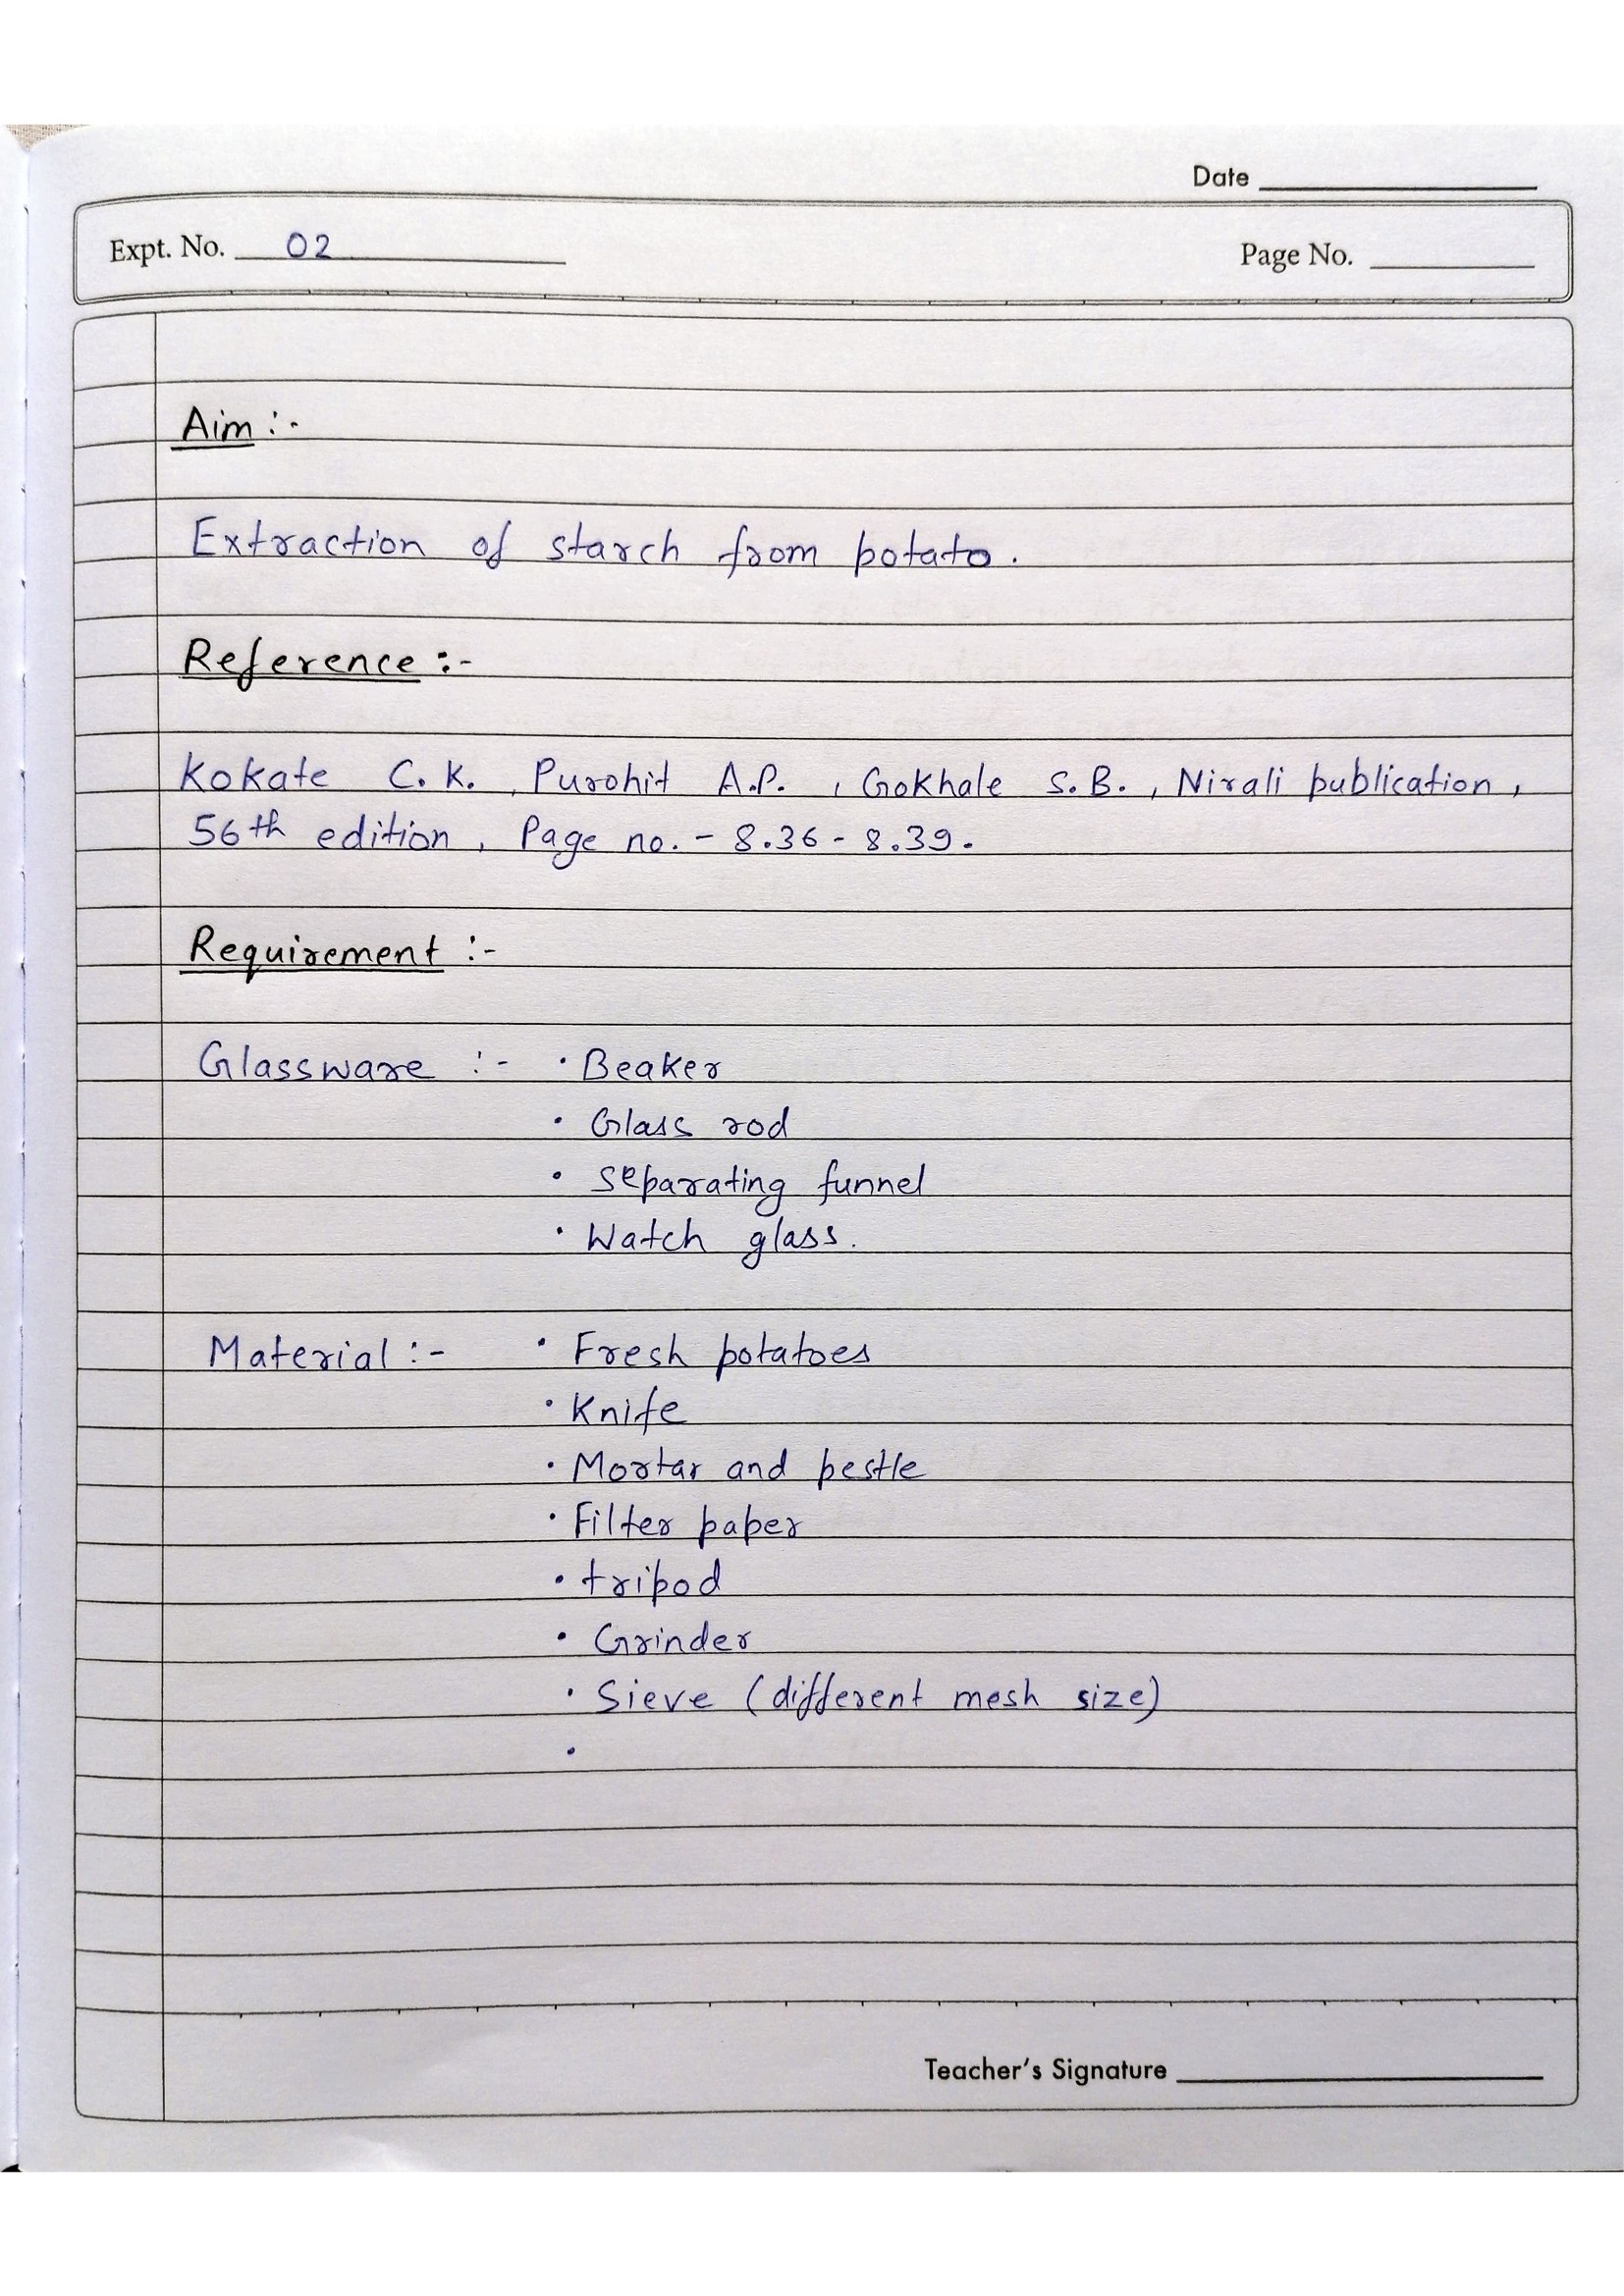 Date
Expt. No. 02
Page No.
Aim :-
Extraction of starch from potato.
Reference :-
Kokate C. K. , Purohit A.P. , Gokhale S. B. , Nirali publication ,
56th edition , Page no. - 8.36 - 8.39.
Requirement :-
Glassware :- • Beaker
• Glass rod
• Separating funnel
• Watch glass.
Material :- • Fresh potatoes
• Knife
• Mortar and pestle
• Filter paper
• tripod
• Grinder
• Sieve (different mesh size)
•
Teacher's Signature